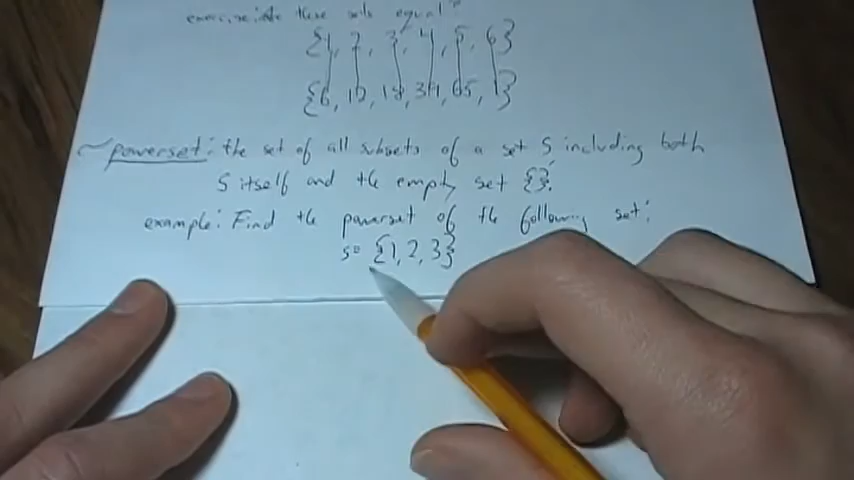 exercise: Are these sets equal?
{1, 2, 3, 4, 5, 6}
{6, 12, 18, 34, 65, 1}
~ powerset: the set of all subsets of a set S including both
S itself and the empty set {}.
example: Find the powerset of the following set:
S= {1, 2, 3}